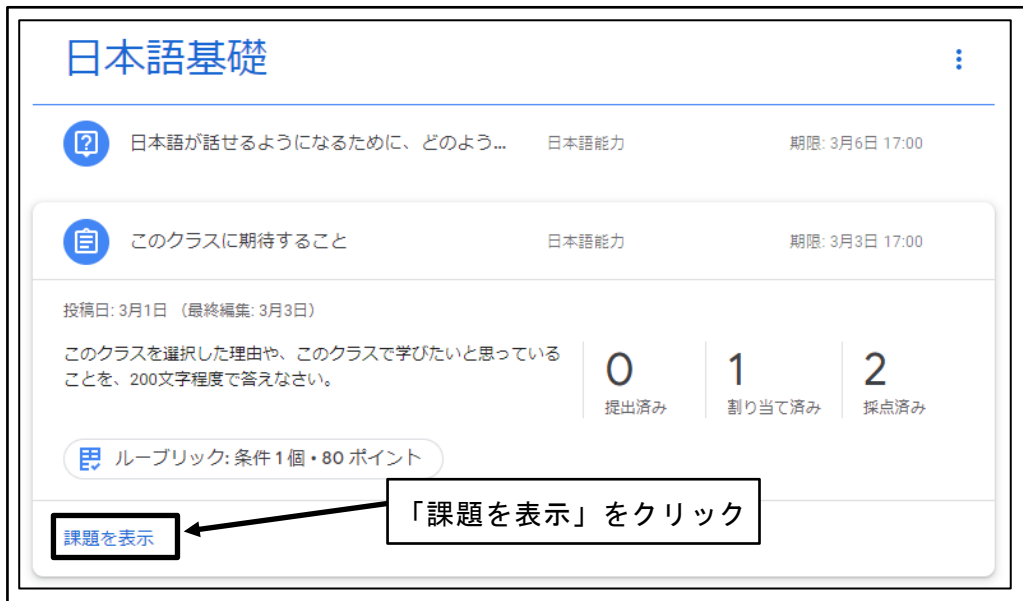 日本語基礎
日本語が話せるようになるために、どのよう... 日本語能力 期限: 3月6日 17:00
このクラスに期待すること 日本語能力 期限: 3月3日 17:00
投稿日: 3月1日 （最終編集: 3月3日）
このクラスを選択した理由や、このクラスで学びたいと思っている
ことを、200文字程度で答えなさい。
0 1 2
提出済み 割り当て済み 採点済み
ルーブリック: 条件 1 個 • 80 ポイント
「課題を表示」をクリック
課題を表示